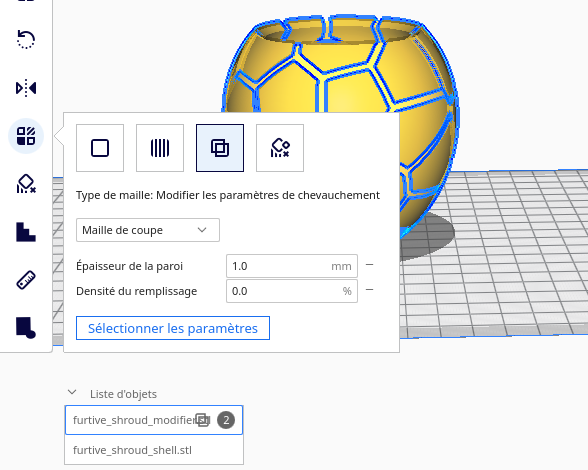 Type de maille: Modifier les paramètres de chevauchement
Maille de coupe
Épaisseur de la paroi 1.0 mm
Densité du remplissage 0.0 %
Sélectionner les paramètres
Liste d'objets
furtive_shroud_modifier 2
furtive_shroud_shell.stl